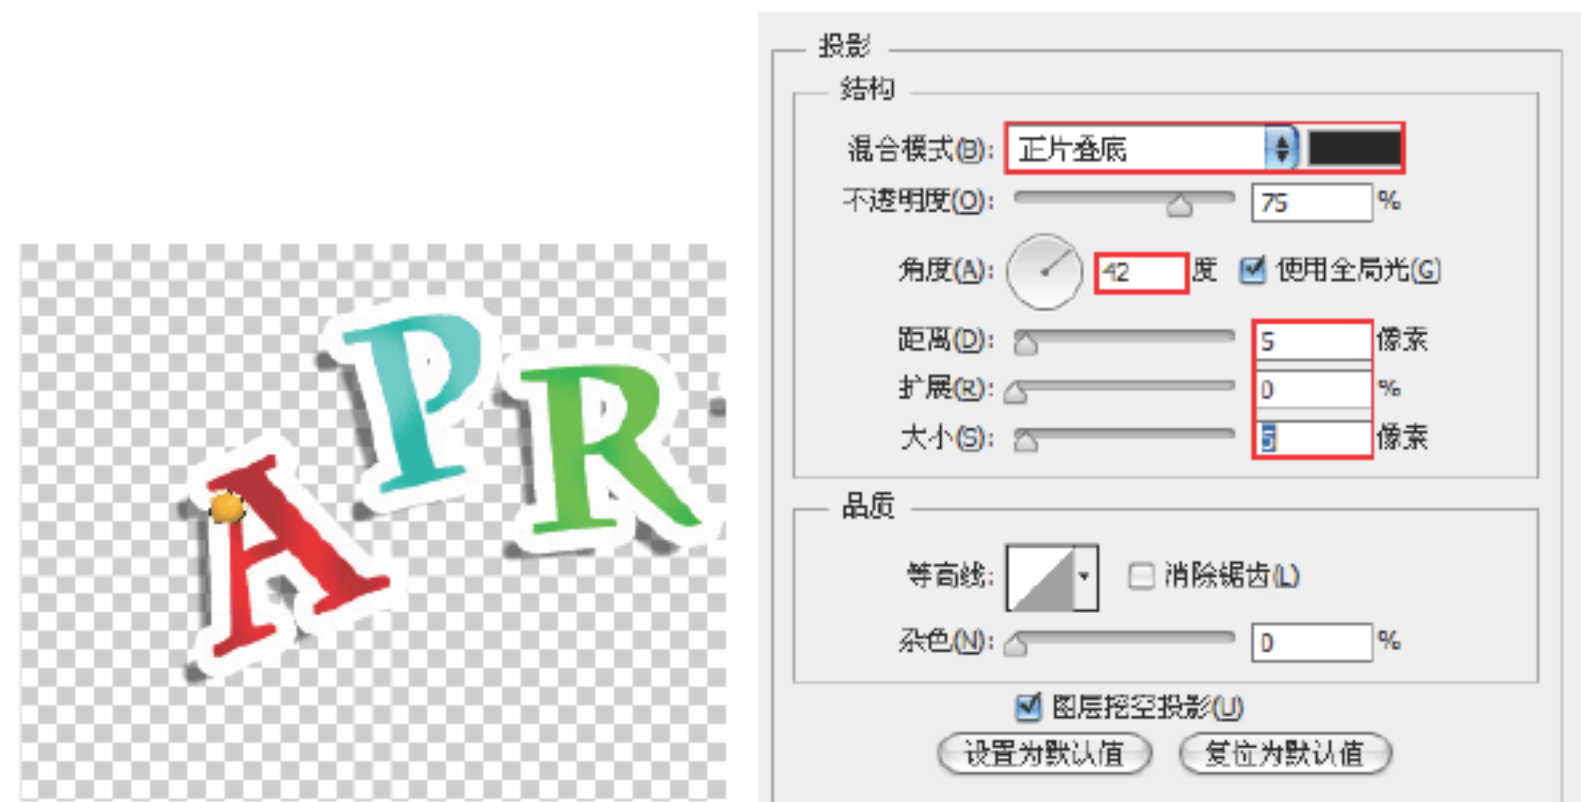 A P R
投影
结构
混合模式(B): 正片叠底
不透明度(O): 75 %
角度(A): 42 度 使用全局光(G)
距离(D): 5 像素
扩展(R): 0 %
大小(S): 5 像素
品质
等高线: 消除锯齿(L)
杂色(N): 0 %
图层挖空投影(U)
设置为默认值 复位为默认值